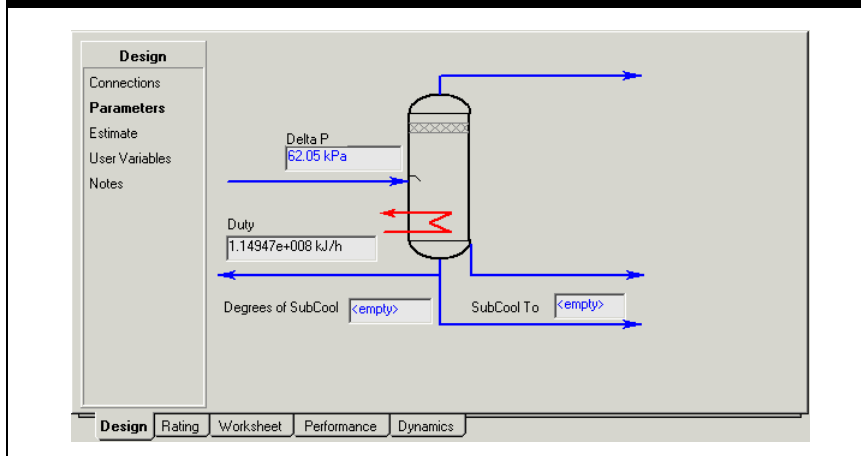 Design
Connections
Parameters
Estimate
User Variables
Notes
Delta P
62.05 kPa
Duty
1.14947e+008 kJ/h
Degrees of SubCool <empty> SubCool To <empty>
Design Rating Worksheet Performance Dynamics